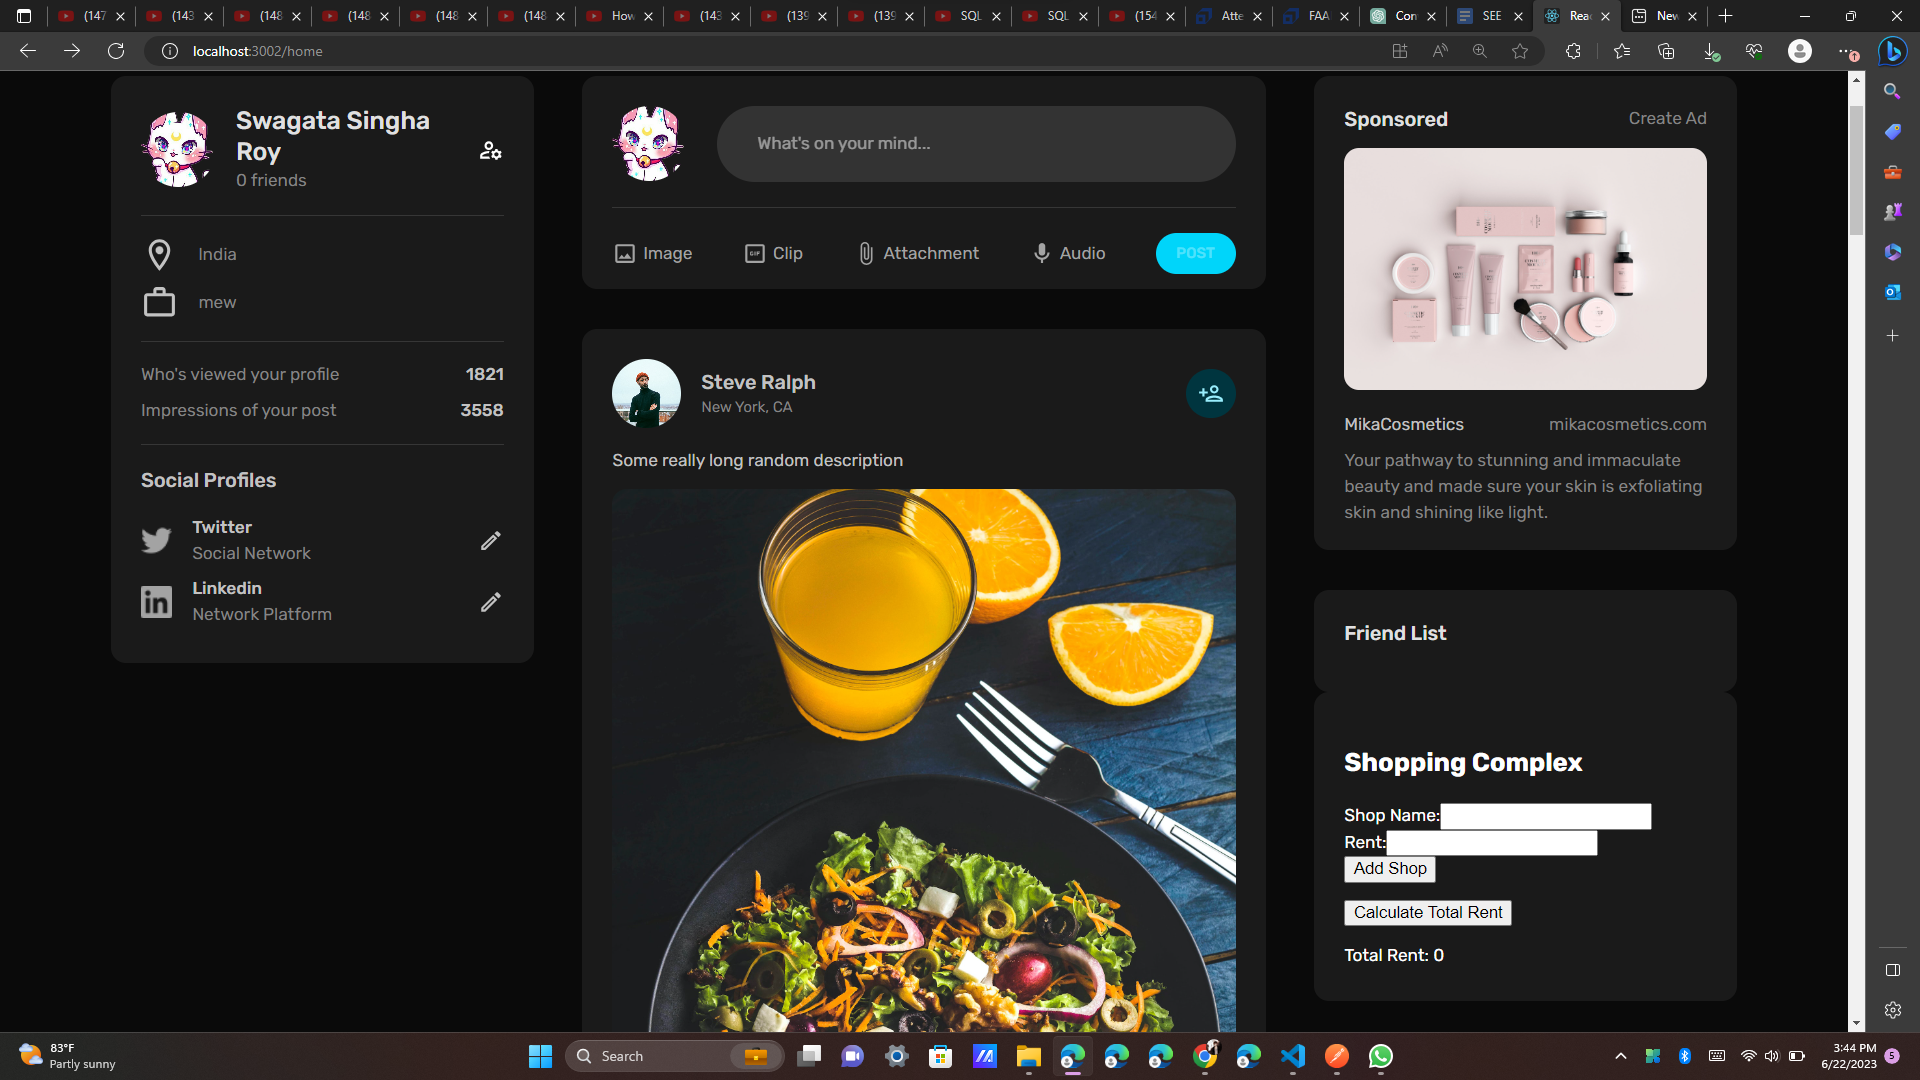 (147
(143
(148
(148
(148
(148
How
(143
(139
(139
SQL
SQL
(154
Atte
FAA
Con
SEE
Reac
New
localhost:3002/home
Swagata Singha
Roy
0 friends
India
mew
Who's viewed your profile 1821
Impressions of your post 3558
Social Profiles
Twitter
Social Network
Linkedin
Network Platform
What's on your mind...
Image
GIF Clip
Attachment
Audio
POST
Steve Ralph
New York, CA
Some really long random description
Sponsored Create Ad
MikaCosmetics mikacosmetics.com
Your pathway to stunning and immaculate
beauty and made sure your skin is exfoliating
skin and shining like light.
Friend List
Shopping Complex
Shop Name:
Rent:
Add Shop
Calculate Total Rent
Total Rent: 0
83°F
Partly sunny
Search
3:44 PM
6/22/2023
5